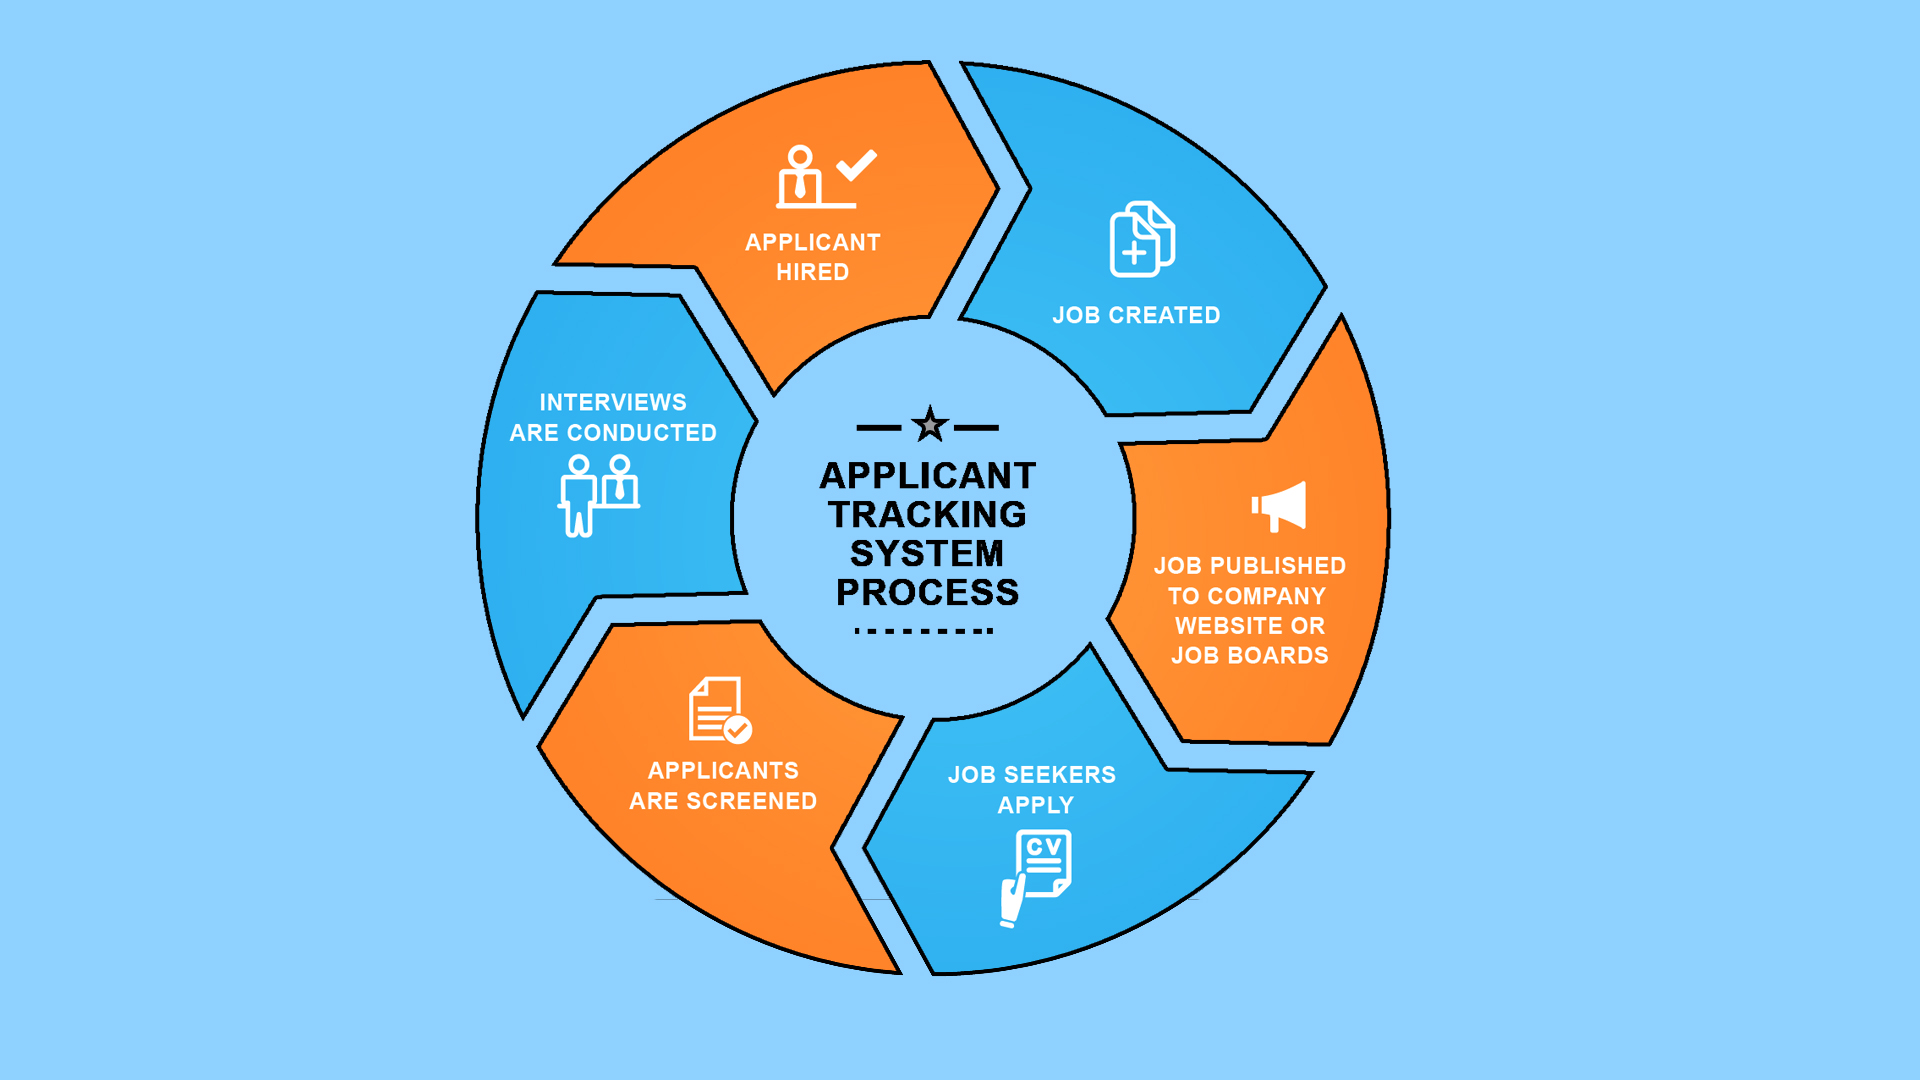 APPLICANT
TRACKING
SYSTEM
PROCESS
JOB CREATED
JOB PUBLISHED
TO COMPANY
WEBSITE OR
JOB BOARDS
JOB SEEKERS
APPLY
CV
APPLICANTS
ARE SCREENED
INTERVIEWS
ARE CONDUCTED
APPLICANT
HIRED